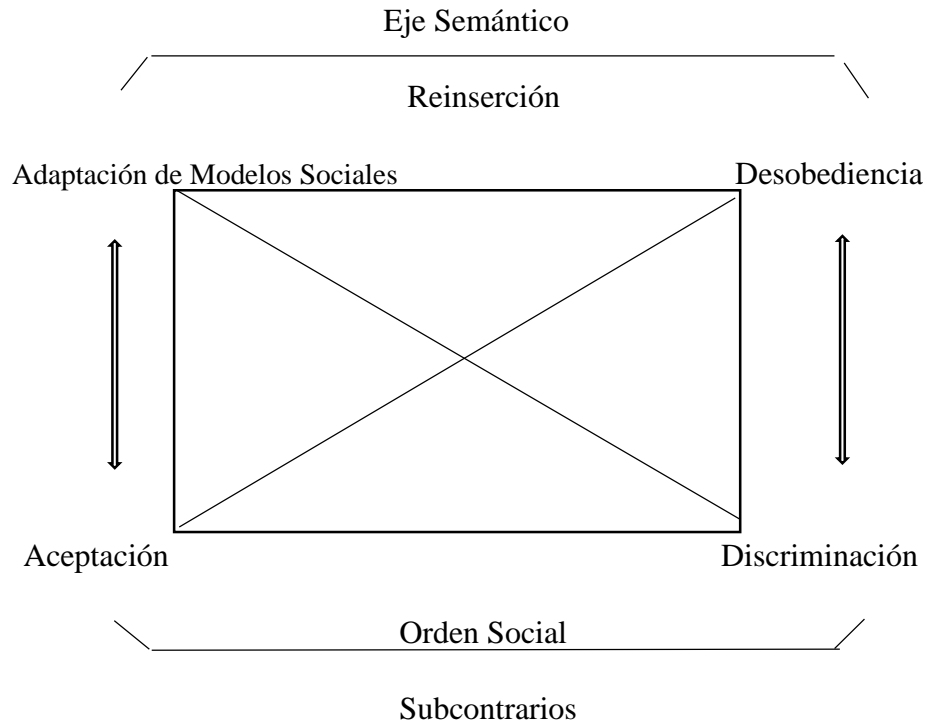 Eje Semántico
Reinserción
Adaptación de Modelos Sociales
Desobediencia
Aceptación
Discriminación
Orden Social
Subcontrarios